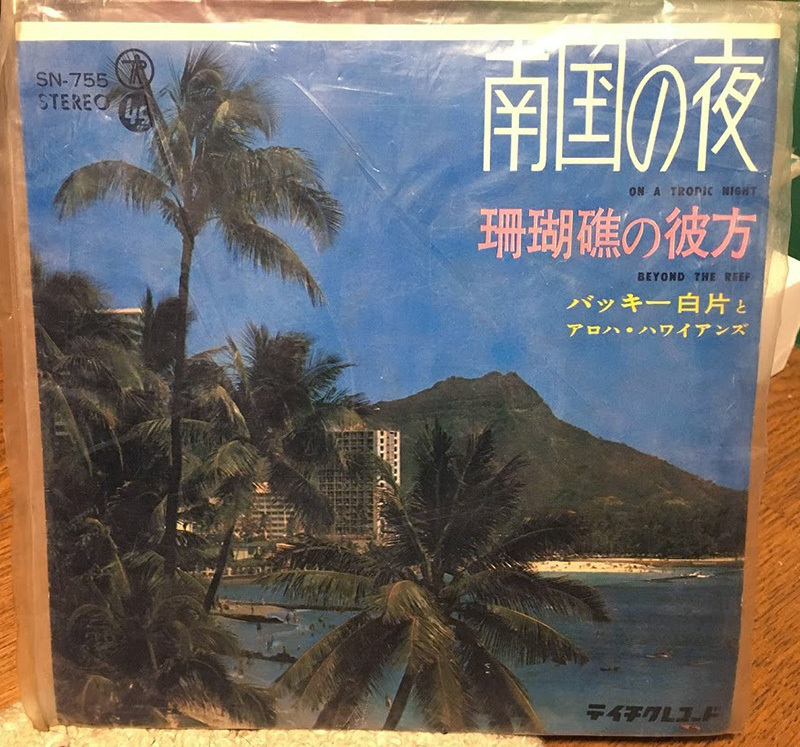 SN-755
STEREO
45
南国の夜
ON A TROPIC NIGHT
珊瑚礁の彼方
BEYOND THE REEF
バッキー白片と
アロハ・ハワイアンズ
テイチクレコード